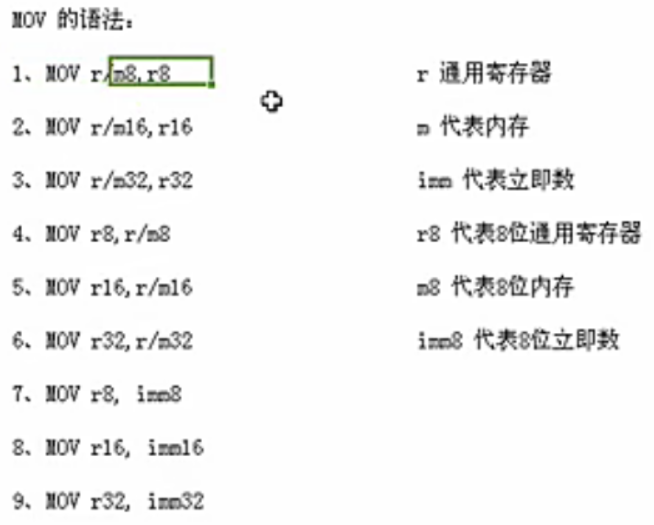 MOV 的语法：
1、MOV r/m8,r8 r 通用寄存器
2、MOV r/m16,r16 m 代表内存
3、MOV r/m32,r32 imm 代表立即数
4、MOV r8,r/m8 r8 代表8位通用寄存器
5、MOV r16,r/m16 m8 代表8位内存
6、MOV r32,r/m32 imm8 代表8位立即数
7、MOV r8, imm8
8、MOV r16, imm16
9、MOV r32, imm32